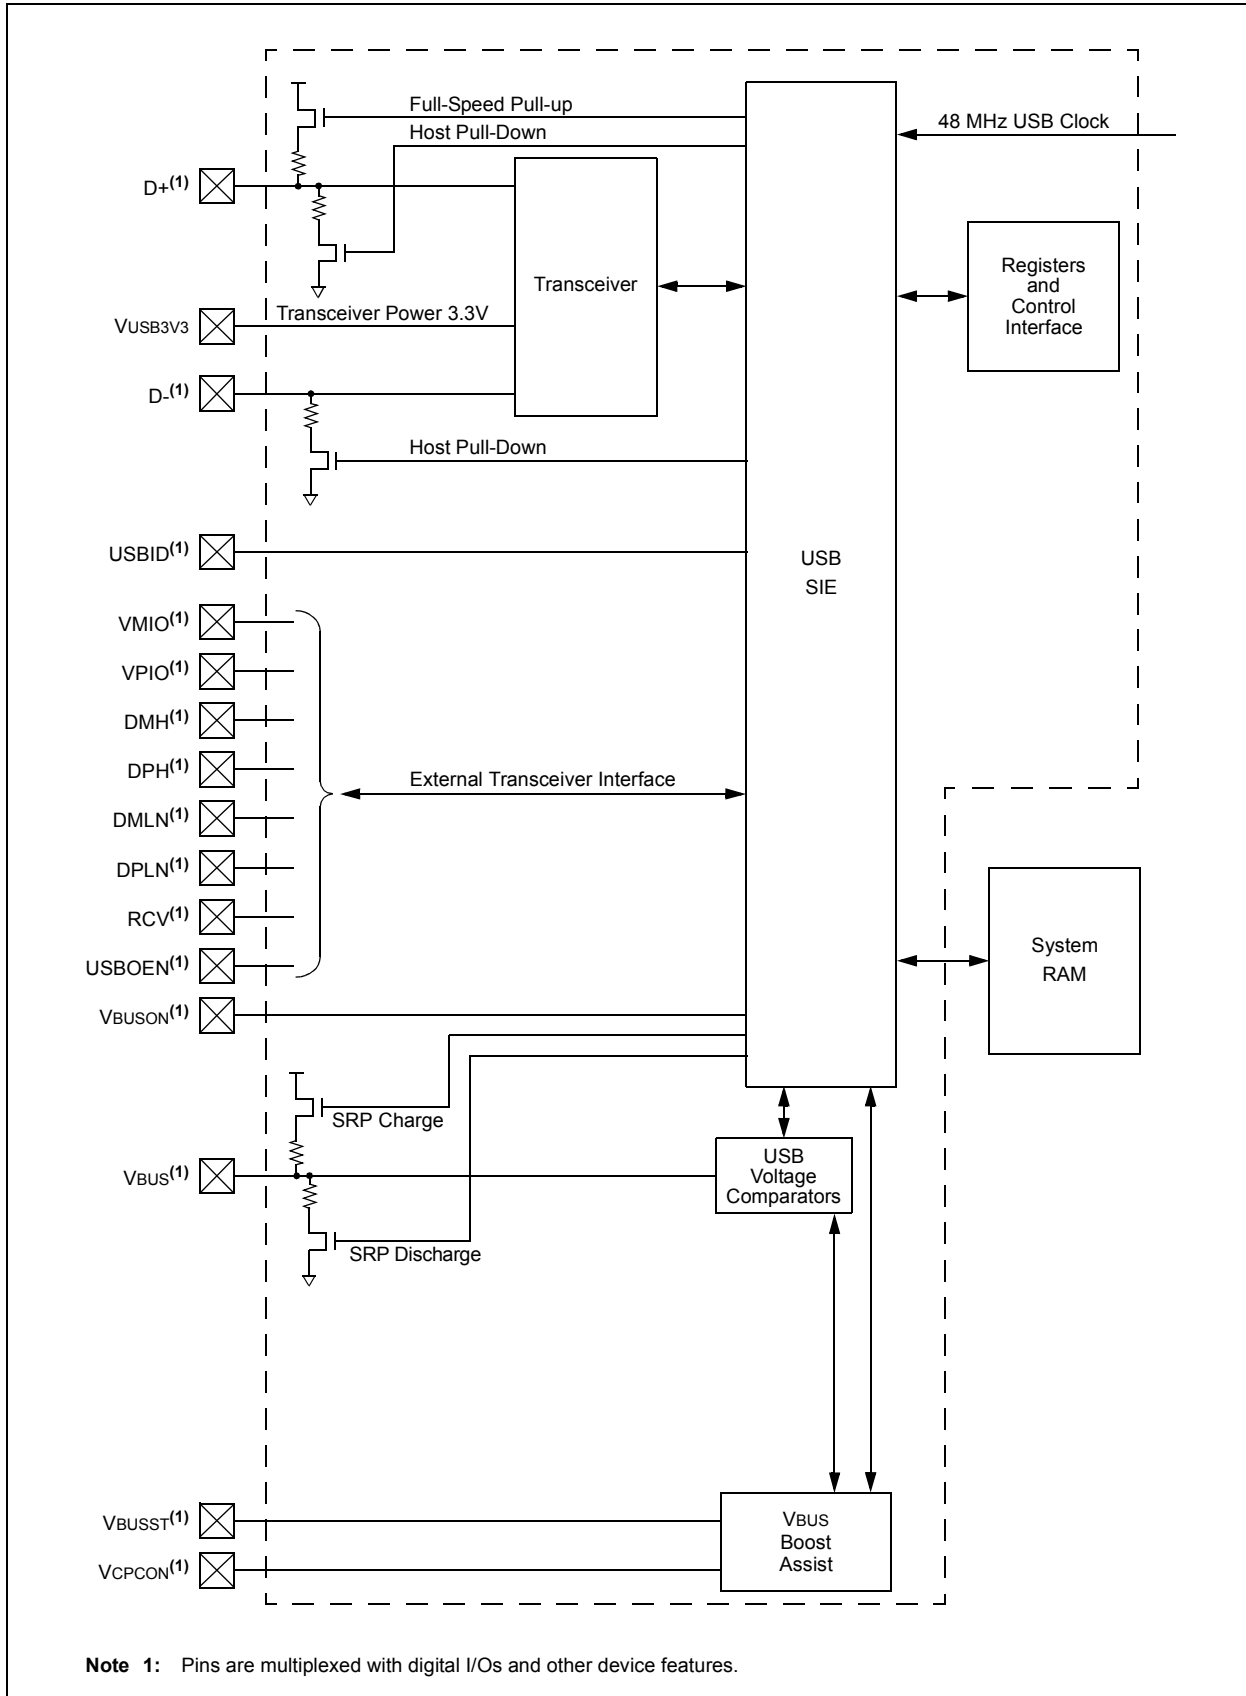 Full-Speed Pull-up
48 MHz USB Clock
Host Pull-Down
D+(1)
Transceiver
Registers
and
Control
Interface
Transceiver Power 3.3V
VUSB3V3
D-(1)
Host Pull-Down
USBID(1)
USB
SIE
VMIO(1)
VPIO(1)
DMH(1)
DPH(1)
External Transceiver Interface
DMLN(1)
DPLN(1)
RCV(1)
USBOEN(1)
System
RAM
VBUSON(1)
SRP Charge
USB
Voltage
Comparators
VBUS(1)
SRP Discharge
VBUSST(1)
VBUS
Boost
Assist
VCPCON(1)
Note 1: Pins are multiplexed with digital I/Os and other device features.